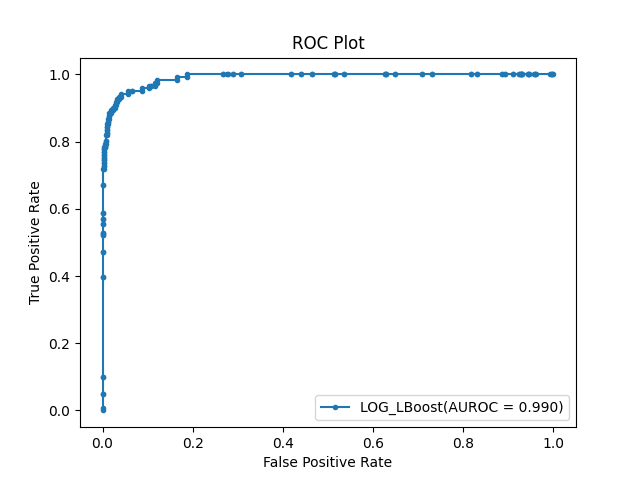 ROC Plot
True Positive Rate
1.0
0.8
0.6
0.4
0.2
0.0
LOG_LBoost(AUROC = 0.990)
0.0 0.2 0.4 0.6 0.8 1.0
False Positive Rate